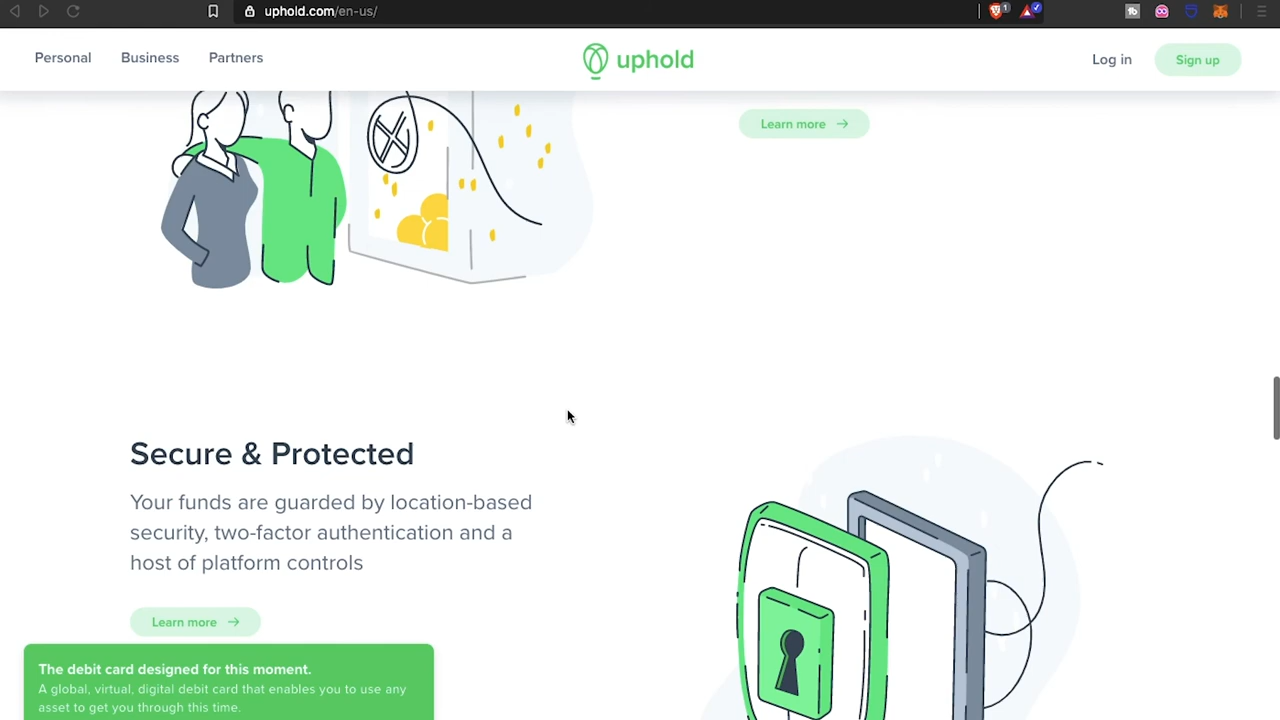 uphold.com/en-us/
1
Personal
Business
Partners
uphold
Log in
Sign up
Learn more →
Secure & Protected
Your funds are guarded by location-based
security, two-factor authentication and a
host of platform controls
Learn more →
The debit card designed for this moment.
A global, virtual, digital debit card that enables you to use any
asset to get you through this time.